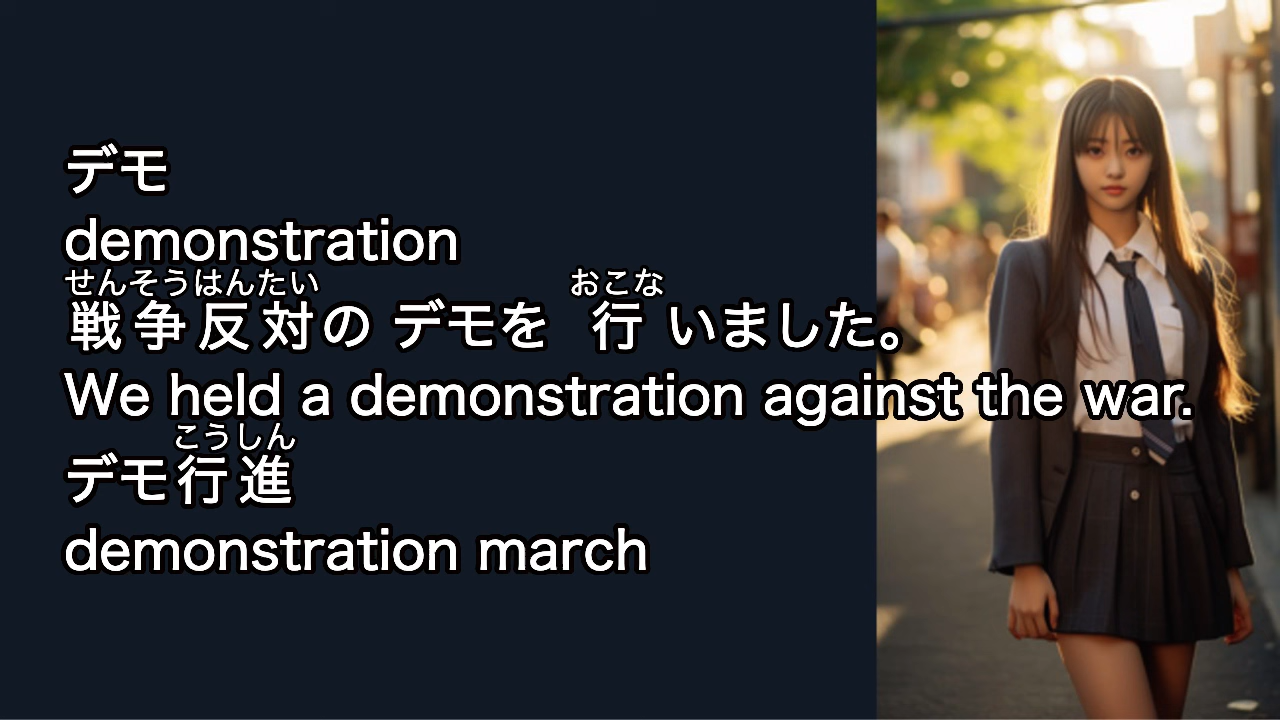 デモ
demonstration
せんそうはんたい おこな
戦争反対の デモを 行いました。
We held a demonstration against the war.
こうしん
デモ行進
demonstration march